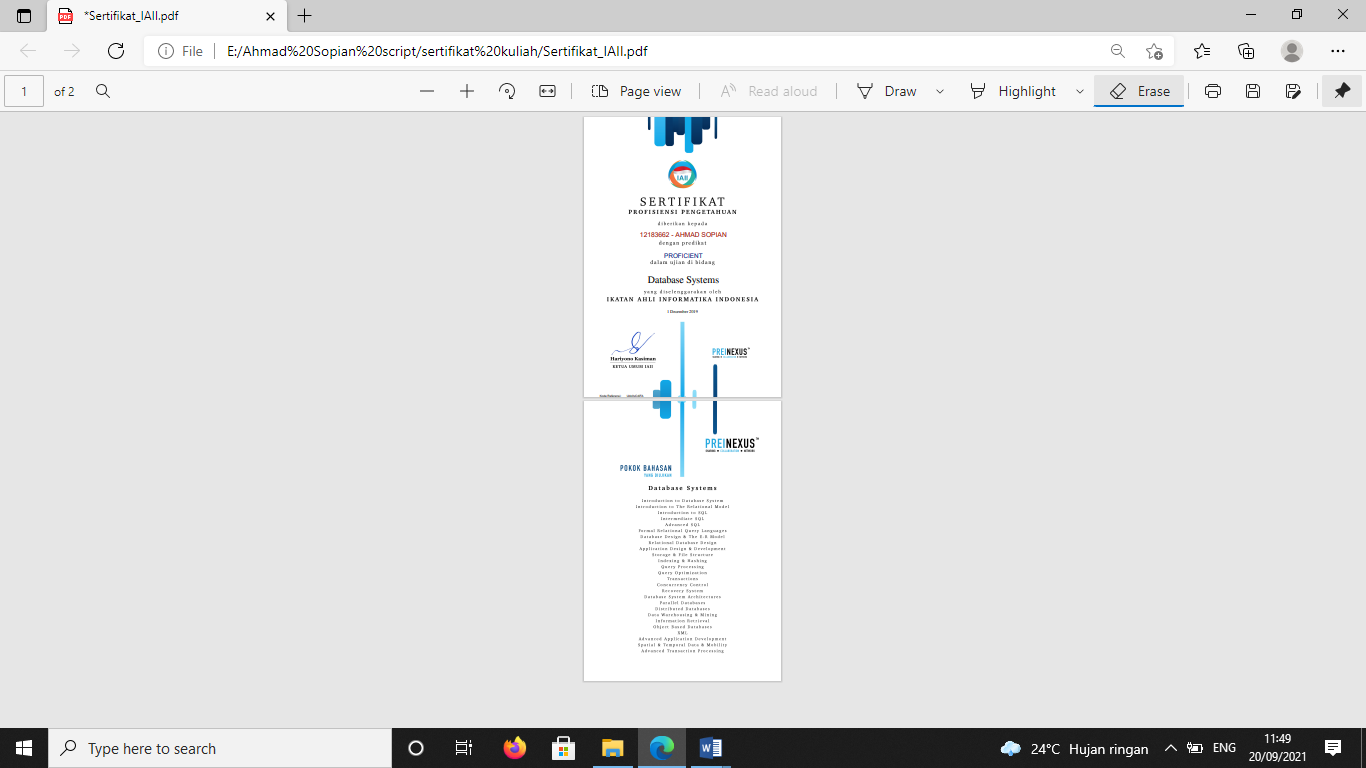 *Sertifikat_IAII.pdf
File
E:/Ahmad%20Sopian%20script/sertifikat%20kuliah/Sertifikat_IAII.pdf
1 of 2
Page view
Read aloud
Draw
Highlight
Erase
IAII
SERTIFIKAT
PROFISIENSI PENGETAHUAN
diberikan kepada
12183662 - AHMAD SOPIAN
dengan predikat
PROFICIENT
dalam ujian di bidang
Database Systems
yang diselenggarakan oleh
IKATAN AHLI INFORMATIKA INDONESIA
1 Desember 2019
Hariyono Kasiman
KETUA UMUM IAII
PREINEXUS
PREINEXUS
POKOK BAHASAN
YANG DIUJIKAN
Database Systems
Introduction to Database System
Introduction to The Relational Model
Introduction to SQL
Intermediate SQL
Advanced SQL
Formal Relational Query Languages
Database Design & The E-R Model
Relational Database Design
Application Design & Development
Storage & File Structure
Indexing & Hashing
Query Processing
Query Optimization
Transactions
Concurrency Control
Recovery System
Database System Architectures
Parallel Databases
Distributed Databases
Data Warehousing & Mining
Information Retrieval
Object Based Databases
XML
Advanced Application Development
Spatial & Temporal Data & Mobility
Advanced Transaction Processing
Type here to search
24°C Hujan ringan
ENG
11:49
20/09/2021